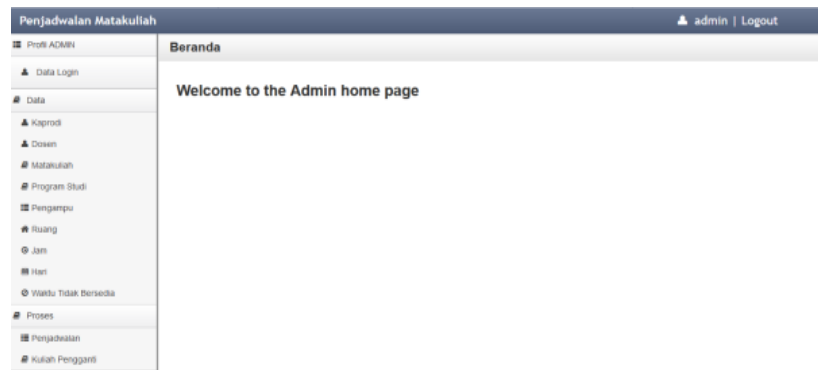 Penjadwalan Matakuliah
admin | Logout
Profil ADMIN
Data Login
Data
Kaprodi
Dosen
Matakuliah
Program Studi
Pengampu
Ruang
Jam
Hari
Waktu Tidak Bersedia
Proses
Penjadwalan
Kuliah Pengganti
Beranda
Welcome to the Admin home page